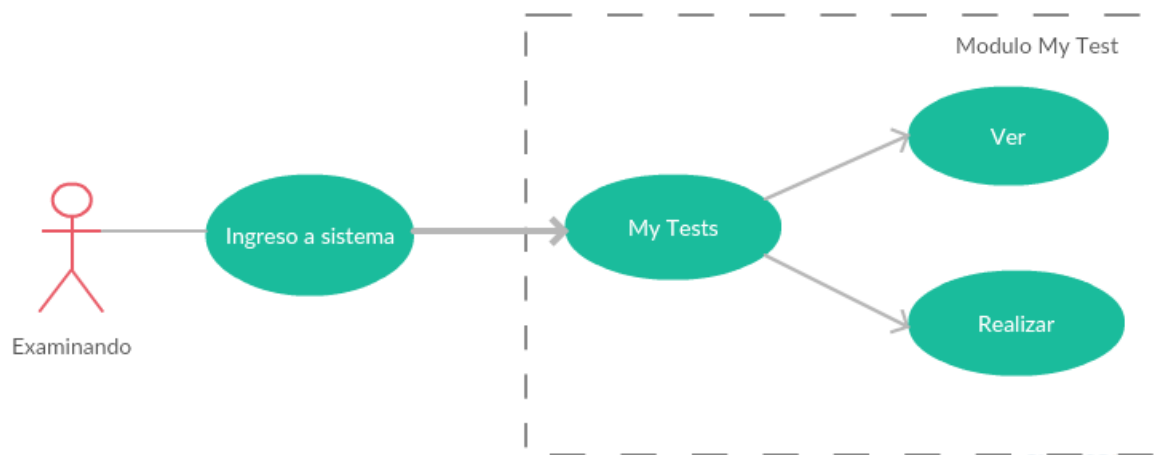 Modulo My Test
Ver
My Tests
Ingreso a sistema
Realizar
Examinando